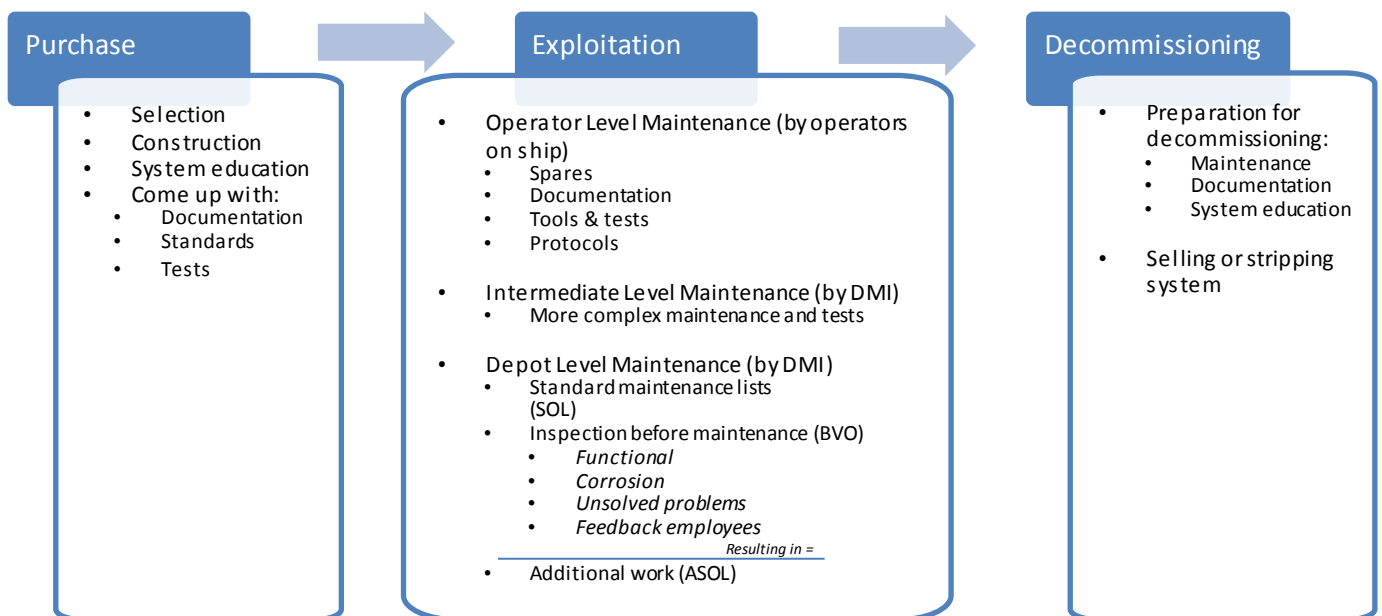 Purchase
Selection
Construction
System education
Come up with:
Documentation
Standards
Tests
Exploitation
Operator Level Maintenance (by operators
on ship)
Spares
Documentation
Tools & tests
Protocols
Intermediate Level Maintenance (by DMI)
More complex maintenance and tests
Depot Level Maintenance (by DMI)
Standard maintenance lists
(SOL)
Inspection before maintenance (BVO)
Functional
Corrosion
Unsolved problems
Feedback employees
Resulting in =
Additional work (ASOL)
Decommissioning
Preparation for
decommissioning:
Maintenance
Documentation
System education
Selling or stripping
system